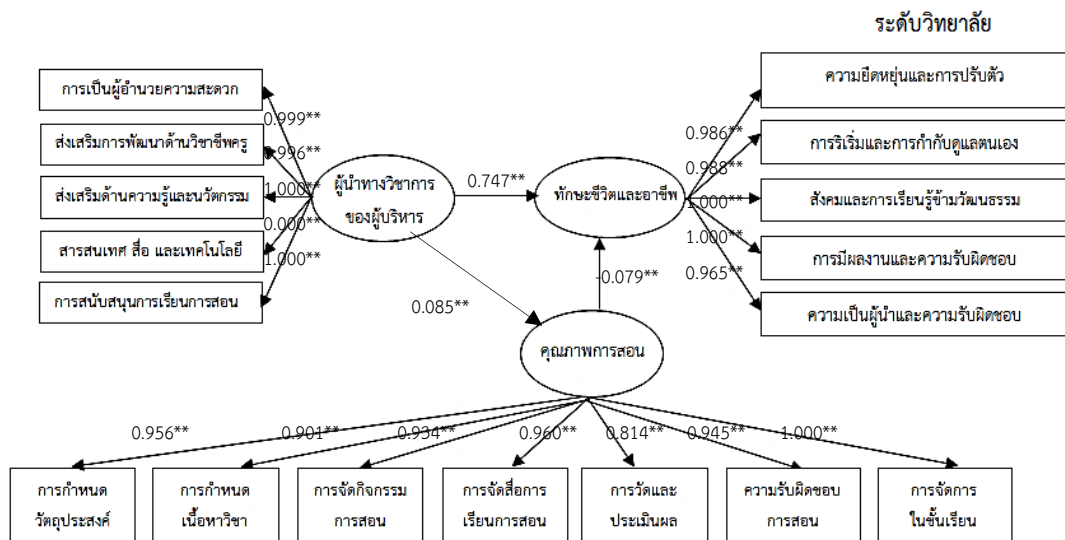 ระดับวิทยาลัย
การเป็นผู้อำนวยความสะดวก
ส่งเสริมการพัฒนาด้านวิชาชีพครู
ส่งเสริมด้านความรู้และนวัตกรรม
สารสนเทศ สื่อ และเทคโนโลยี
การสนับสนุนการเรียนการสอน
0.999**
0.996**
1.000**
0.000**
1.000**
ผู้นำทางวิชาการ
ของผู้บริหาร
0.747**
ทักษะชีวิตและอาชีพ
0.986**
0.988**
1.000**
1.000**
0.965**
ความยืดหยุ่นและการปรับตัว
การริเริ่มและการกำกับดูแลตนเอง
สังคมและการเรียนรู้ข้ามวัฒนธรรม
การมีผลงานและความรับผิดชอบ
ความเป็นผู้นำและความรับผิดชอบ
0.085**
-0.079**
คุณภาพการสอน
0.956**
0.901**
0.934**
0.960**
0.814**
0.945**
1.000**
การกำหนด
วัตถุประสงค์
การกำหนด
เนื้อหาวิชา
การจัดกิจกรรม
การสอน
การจัดสื่อการ
เรียนการสอน
การวัดและ
ประเมินผล
ความรับผิดชอบ
การสอน
การจัดการ
ในชั้นเรียน